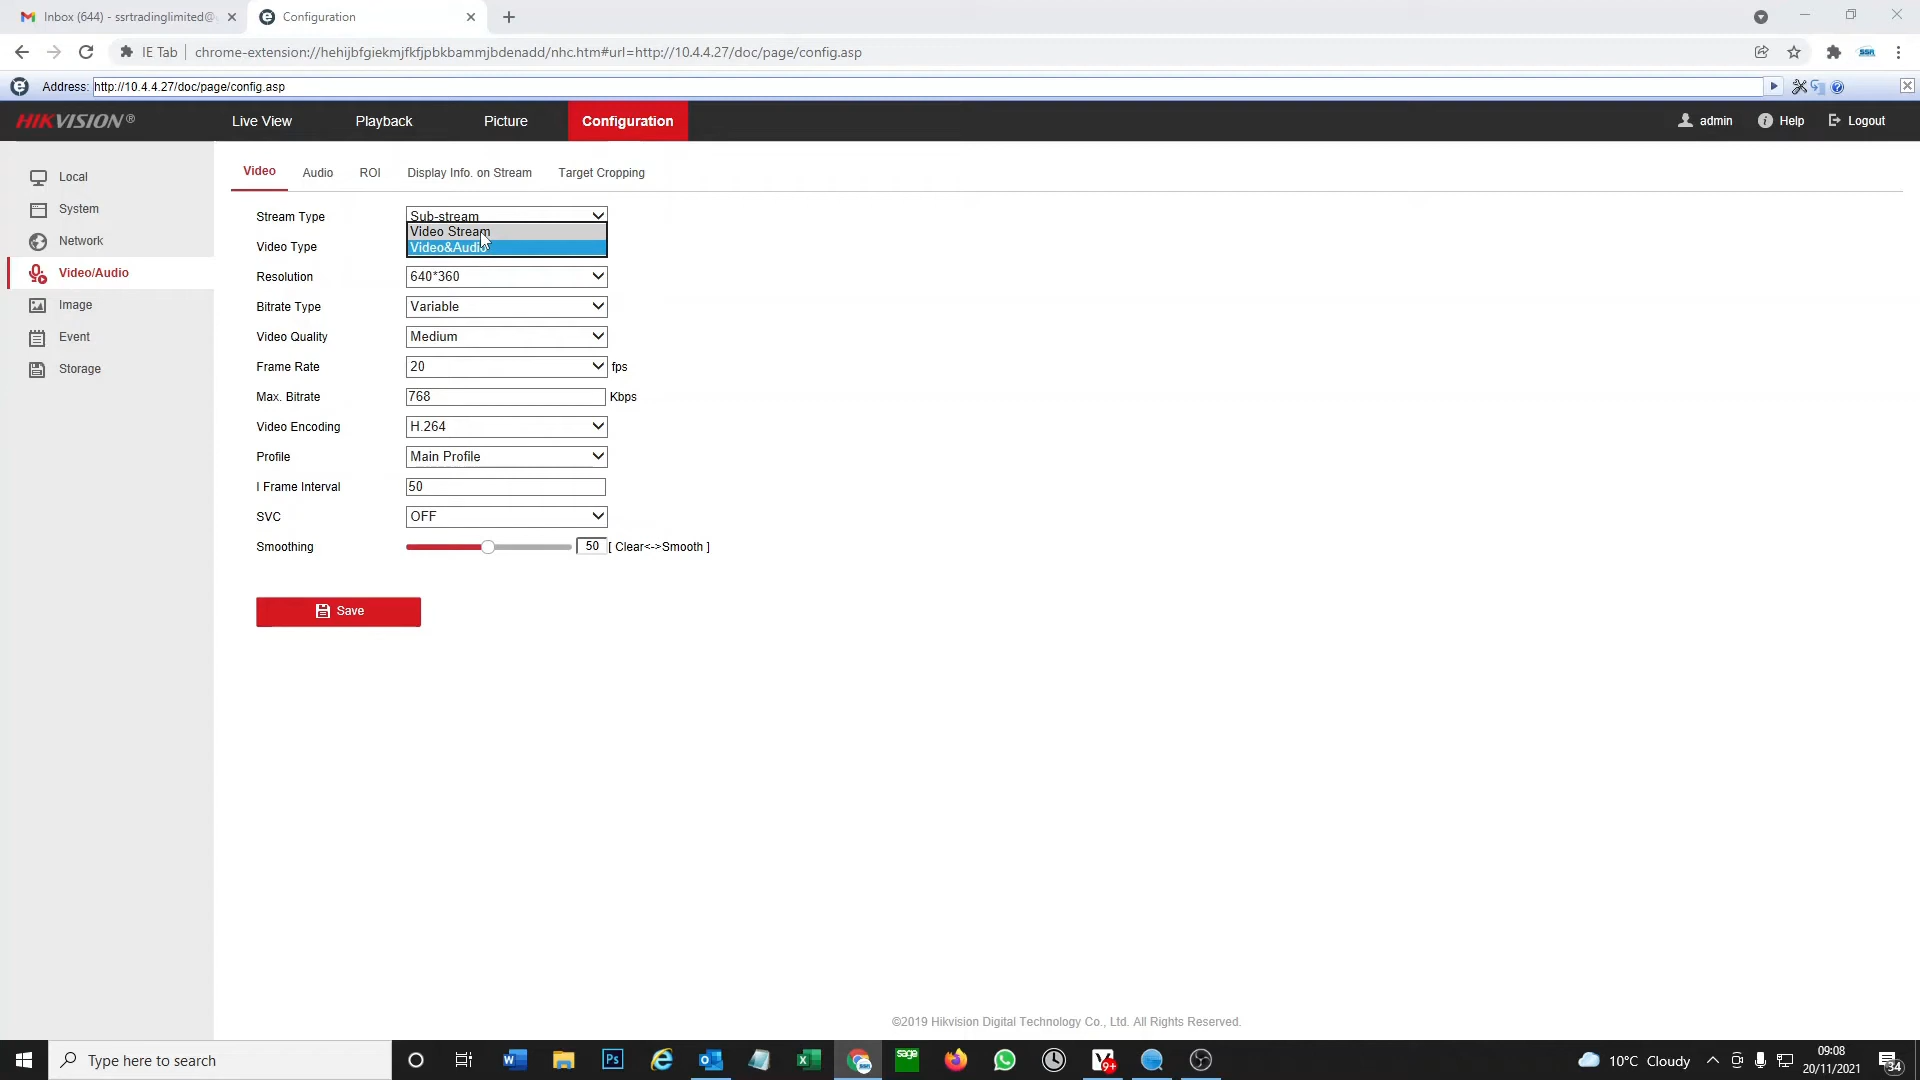 Inbox (644) - ssrtradinglimited@
Configuration
IE Tab
chrome-extension://hehijbfgiekmjfkfjpbkbammjbdenadd/nhc.htm#url=http://10.4.4.27/doc/page/config.asp
Address: http://10.4.4.27/doc/page/config.asp
HIKVISION®
Live View
Playback
Picture
Configuration
admin
Help
Logout
Local
System
Network
Video/Audio
Image
Event
Storage
Video
Audio
ROI
Display Info. on Stream
Target Cropping
Stream Type
Sub-stream
Video Type
Video Stream
Video&Audio
Resolution
640*360
Bitrate Type
Variable
Video Quality
Medium
Frame Rate
20
fps
Max. Bitrate
768
Kbps
Video Encoding
H.264
Profile
Main Profile
I Frame Interval
50
SVC
OFF
Smoothing
50
[ Clear<->Smooth ]
Save
©2019 Hikvision Digital Technology Co., Ltd. All Rights Reserved.
Type here to search
Ps
sage
9+
10°C Cloudy
09:08
20/11/2021
34